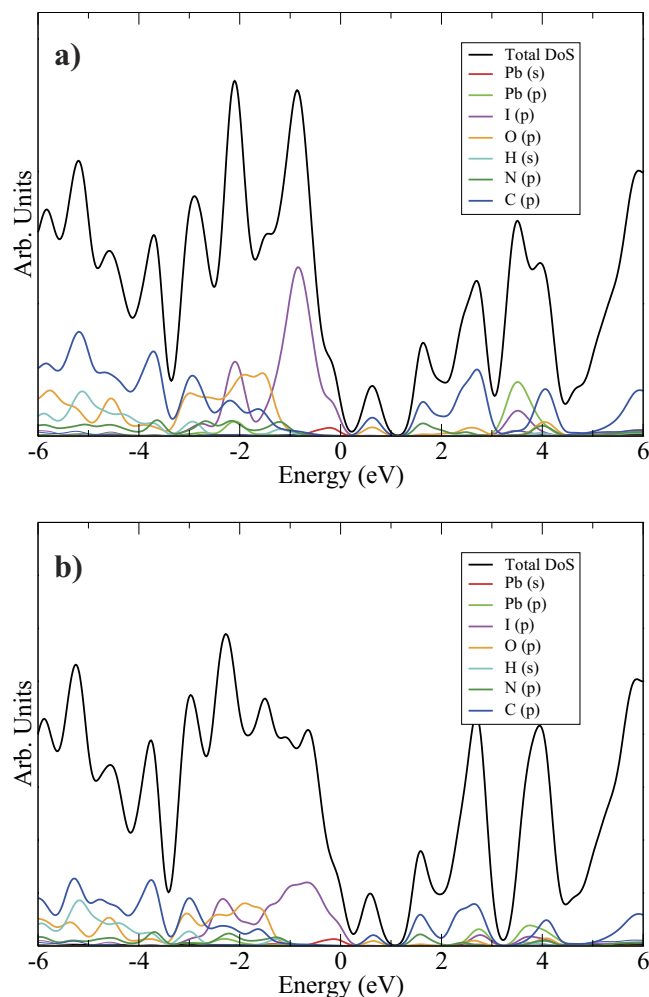 a)
Total DoS
Pb (s)
Pb (p)
I (p)
O (p)
H (s)
N (p)
C (p)
Arb. Units
-6 -4 -2 0 2 4 6
Energy (eV)
b)
Total DoS
Pb (s)
Pb (p)
I (p)
O (p)
H (s)
N (p)
C (p)
Arb. Units
-6 -4 -2 0 2 4 6
Energy (eV)